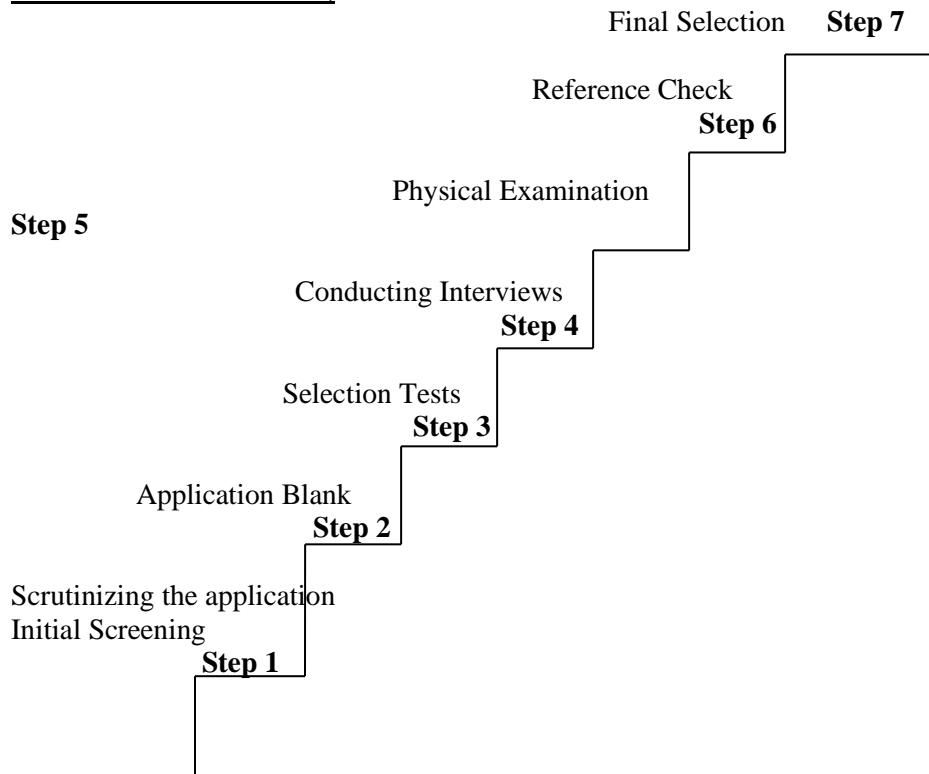 Final Selection Step 7
Reference Check
Step 6
Physical Examination
Step 5
Conducting Interviews
Step 4
Selection Tests
Step 3
Application Blank
Step 2
Scrutinizing the application
Initial Screening
Step 1